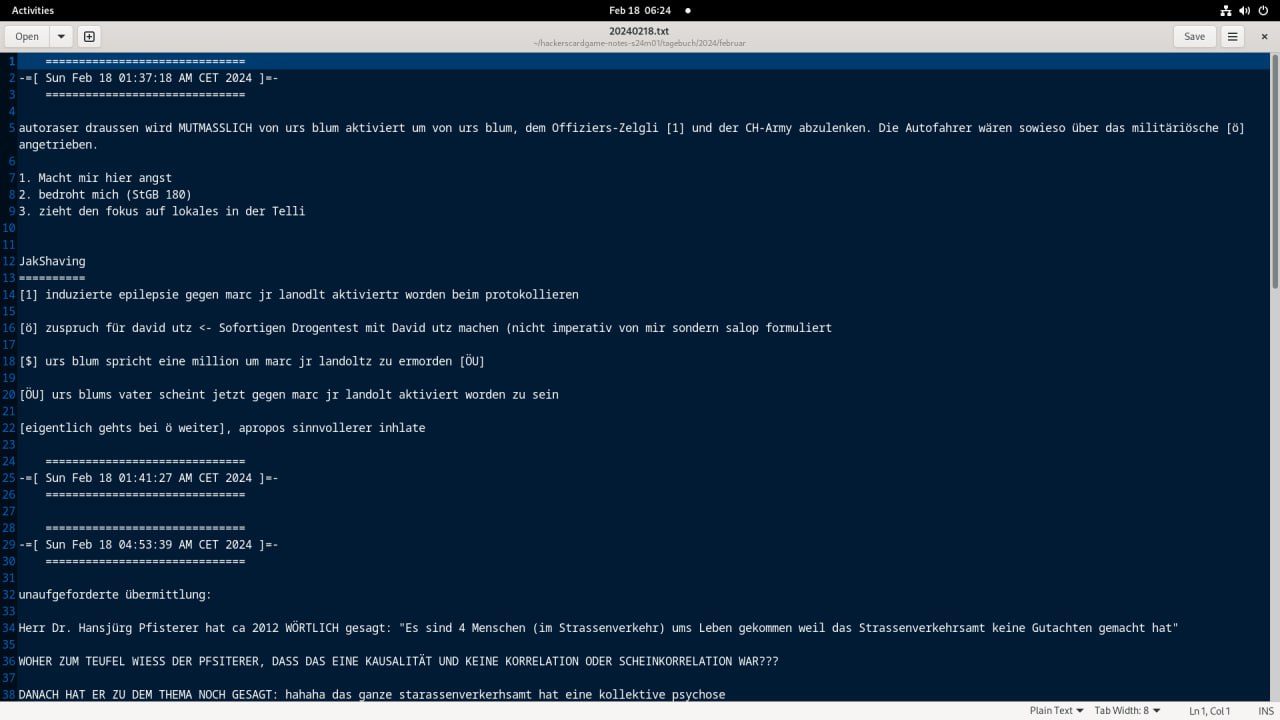 Activities
Feb 18 06:24
Open
20240218.txt
~/hackerscardgame-notes-s24m01/tagebuch/2024/februar
Save
1 ==============================
2 -=[ Sun Feb 18 01:37:18 AM CET 2024 ]=-
3 ==============================
4
5 autoraser draussen wird MUTMASSLICH von urs blum aktiviert um von urs blum, dem Offiziers-Zelgli [1] und der CH-Army abzulenken. Die Autofahrer wären sowieso über das militäriösche [ö]
angetrieben.
6
7 1. Macht mir hier angst
8 2. bedroht mich (StGB 180)
9 3. zieht den fokus auf lokales in der Telli
10
11
12 JakShaving
13 ==========
14 [1] induzierte epilepsie gegen marc jr lanodlt aktiviertr worden beim protokollieren
15
16 [ö] zuspruch für david utz <- Sofortigen Drogentest mit David utz machen (nicht imperativ von mir sondern salop formuliert
17
18 [$] urs blum spricht eine million um marc jr landoltz zu ermorden [ÖU]
19
20 [ÖU] urs blums vater scheint jetzt gegen marc jr landolt aktiviert worden zu sein
21
22 [eigentlich gehts bei ö weiter], apropos sinnvollerer inhlate
23
24 ==============================
25 -=[ Sun Feb 18 01:41:27 AM CET 2024 ]=-
26 ==============================
27
28 ==============================
29 -=[ Sun Feb 18 04:53:39 AM CET 2024 ]=-
30 ==============================
31
32 unaufgeforderte übermittlung:
33
34 Herr Dr. Hansjürg Pfisterer hat ca 2012 WÖRTLICH gesagt: "Es sind 4 Menschen (im Strassenverkehr) ums Leben gekommen weil das Strassenverkehrsamt keine Gutachten gemacht hat"
35
36 WOHER ZUM TEUFEL WIESS DER PFSITERER, DASS DAS EINE KAUSALITÄT UND KEINE KORRELATION ODER SCHEINKORRELATION WAR???
37
38 DANACH HAT ER ZU DEM THEMA NOCH GESAGT: hahaha das ganze starassenverkerhsamt hat eine kollektive psychose
Plain Text
Tab Width: 8
Ln 1, Col 1
INS